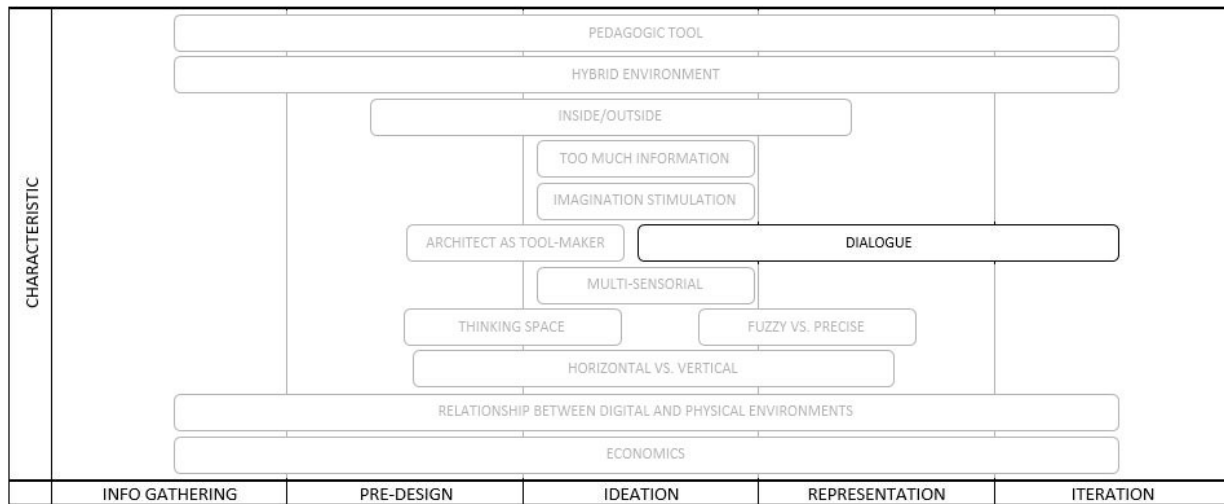 CHARACTERISTIC
PEDAGOGIC TOOL
HYBRID ENVIRONMENT
INSIDE/OUTSIDE
TOO MUCH INFORMATION
IMAGINATION STIMULATION
ARCHITECT AS TOOL-MAKER
DIALOGUE
MULTI-SENSORIAL
THINKING SPACE
FUZZY VS. PRECISE
HORIZONTAL VS. VERTICAL
RELATIONSHIP BETWEEN DIGITAL AND PHYSICAL ENVIRONMENTS
ECONOMICS
INFO GATHERING
PRE-DESIGN
IDEATION
REPRESENTATION
ITERATION